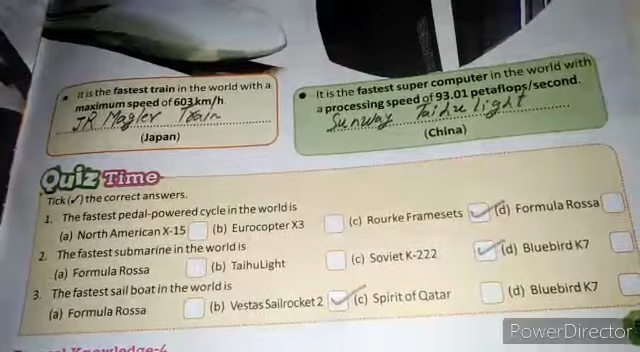 • It is the fastest train in the world with a
maximum speed of 603 km/h.
JR Maglev Train
(Japan)
• It is the fastest super computer in the world with
a processing speed of 93.01 petaflops/second.
Sunway Taihu light
(China)
Quiz Time
Tick (✓) the correct answers.
1. The fastest pedal-powered cycle in the world is
(a) North American X-15 (b) Eurocopter X3 (c) Rourke Framesets ✓ (d) Formula Rossa
2. The fastest submarine in the world is
(a) Formula Rossa (b) TaihuLight (c) Soviet K-222 ✓ (d) Bluebird K7
3. The fastest sail boat in the world is
(a) Formula Rossa (b) Vestas Sailrocket 2 ✓ (c) Spirit of Qatar (d) Bluebird K7
Knowledge-4
PowerDirector